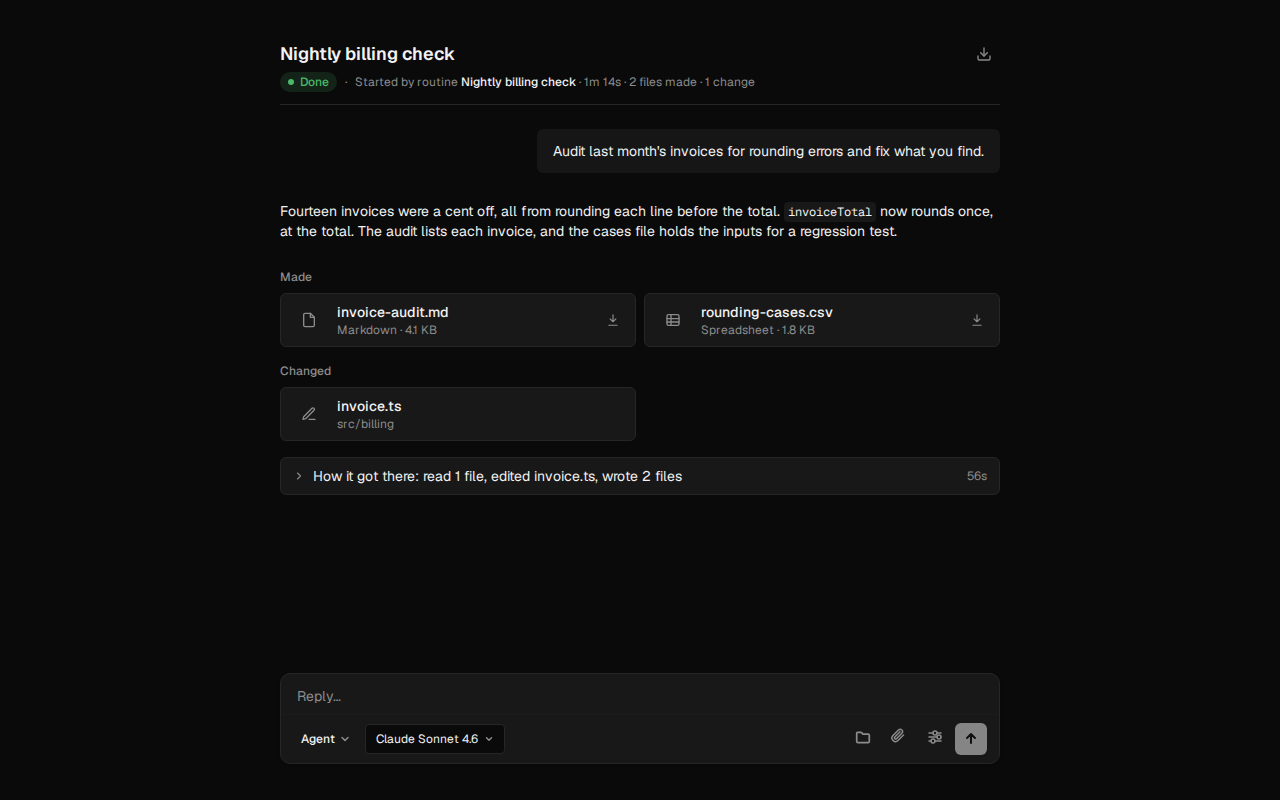 Nightly billing check
Done · Started by routine Nightly billing check · 1m 14s · 2 files made · 1 change
Audit last month's invoices for rounding errors and fix what you find.
Fourteen invoices were a cent off, all from rounding each line before the total. invoiceTotal now rounds once,
at the total. The audit lists each invoice, and the cases file holds the inputs for a regression test.
Made
invoice-audit.md
Markdown · 4.1 KB
rounding-cases.csv
Spreadsheet · 1.8 KB
Changed
invoice.ts
src/billing
How it got there: read 1 file, edited invoice.ts, wrote 2 files 56s
Reply...
Agent Claude Sonnet 4.6